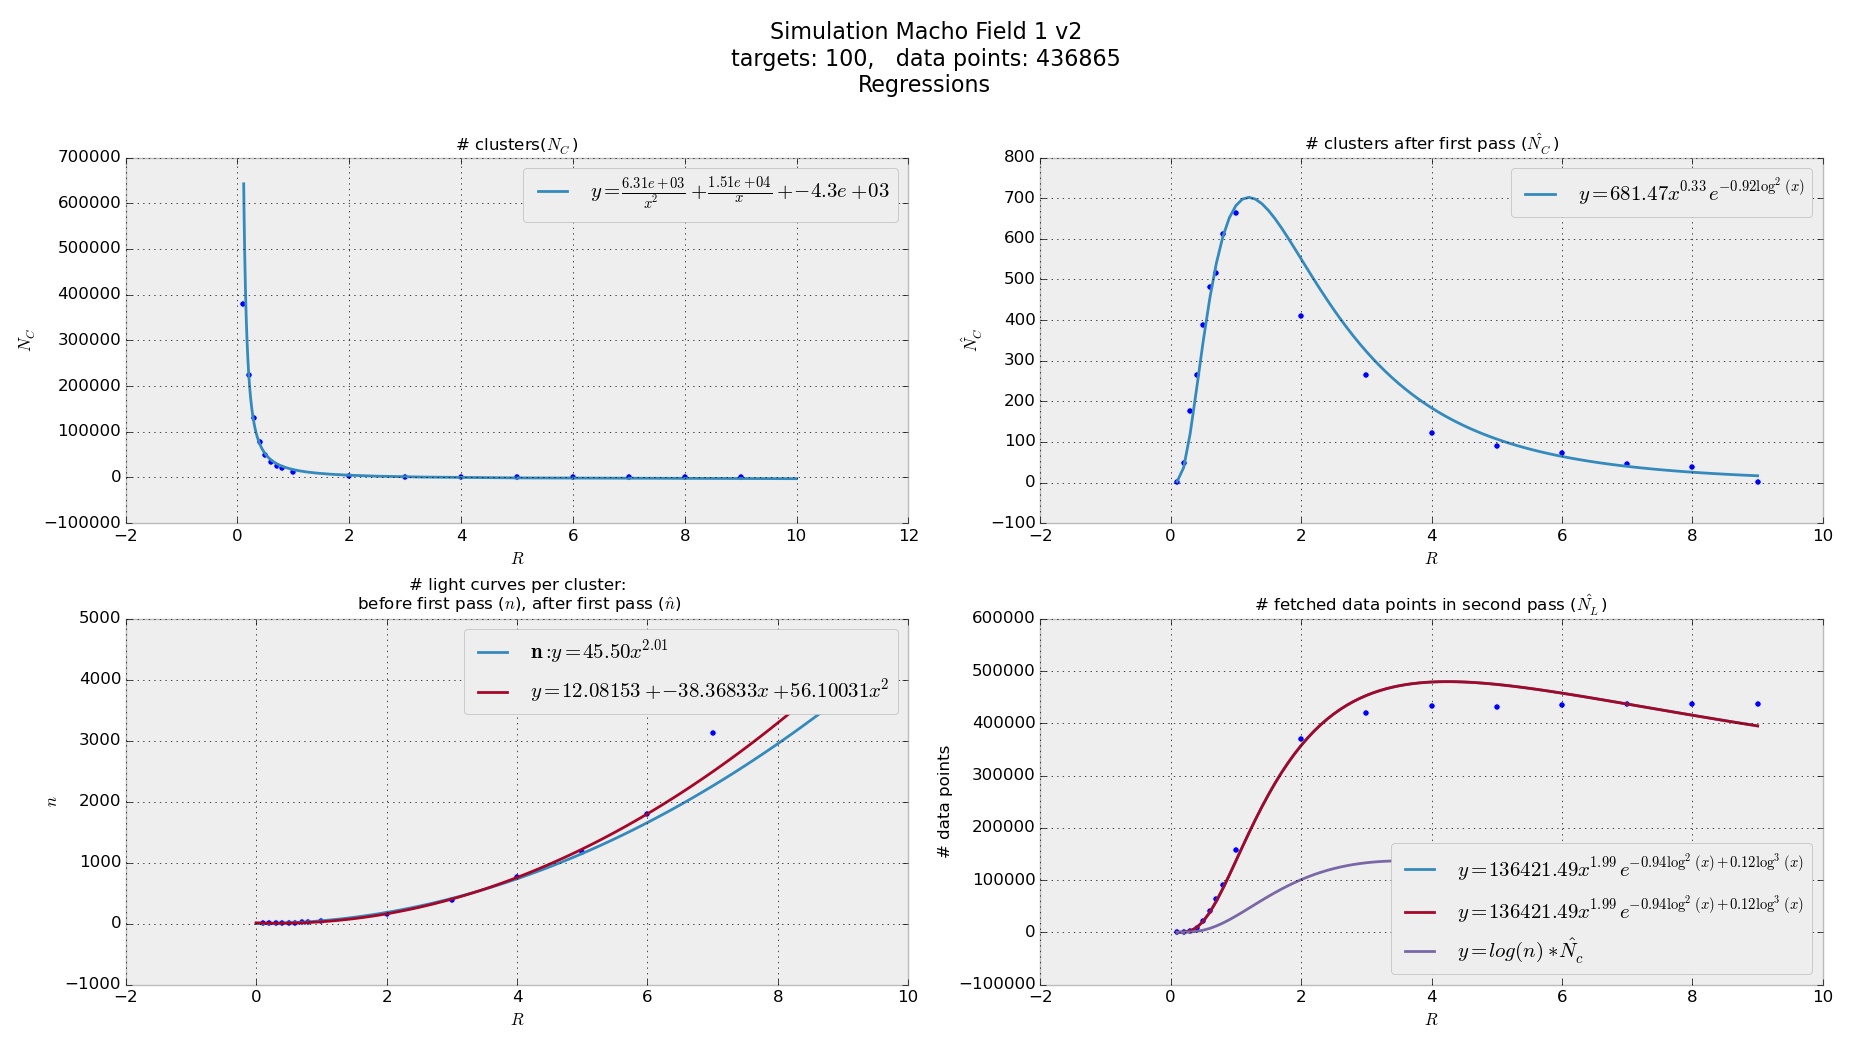 Simulation Macho Field 1 v2
targets: 100,   data points: 436865
Regressions
# clusters(N_C)
700000
600000
500000
400000
300000
200000
100000
0
−100000
−2 0 2 4 6 8 10 12
N_C
R
y = 6.31e+03/x^2 + 1.51e+04/x + −4.3e+03
# clusters after first pass (N̂_C)
800
700
600
500
400
300
200
100
0
−100
−2 0 2 4 6 8 10
N̂_C
R
y = 681.47x^0.33 e^−0.92log^2 (x)
# light curves per cluster:
before first pass (n), after first pass (n̂)
5000
4000
3000
2000
1000
0
−1000
−2 0 2 4 6 8 10
n
R
n: y = 45.50x^2.01
y = 12.08153 + −38.36833x + 56.10031x^2
# fetched data points in second pass (N̂_L)
600000
500000
400000
300000
200000
100000
0
−100000
−2 0 2 4 6 8 10
# data points
R
y = 136421.49x^1.99 e^−0.94log^2 (x)+0.12log^3 (x)
y = 136421.49x^1.99 e^−0.94log^2 (x)+0.12log^3 (x)
y = log(n) ∗ N̂_c